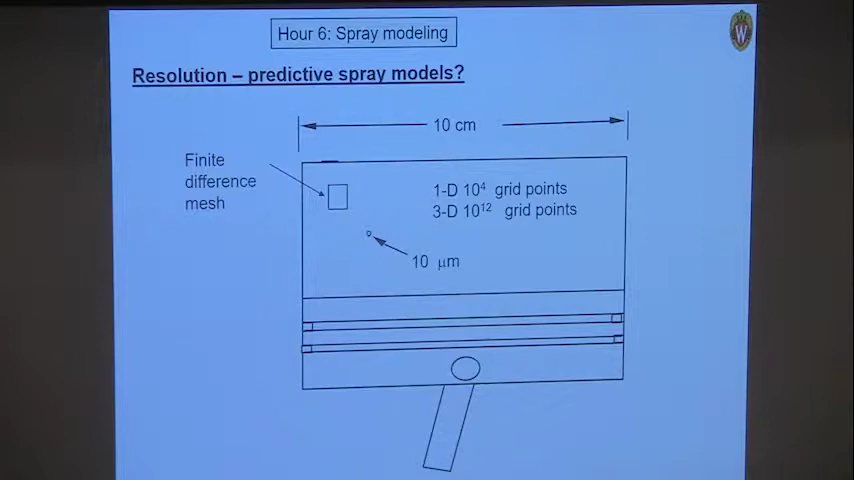 Hour 6: Spray modeling
W
Resolution – predictive spray models?
10 cm
Finite
difference
mesh
1-D 10⁴ grid points
3-D 10¹² grid points
10 μm